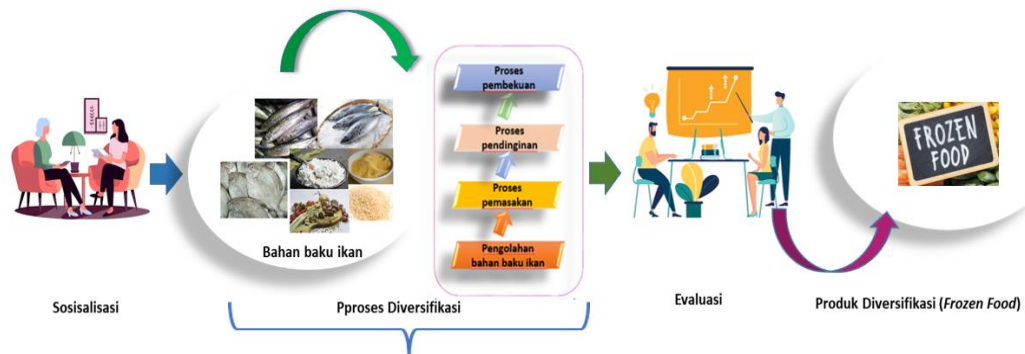 Proses
pembekuan
Proses
pendinginan
Proses
pemasakan
Pengolahan
bahan baku ikan
Bahan baku ikan
FROZEN
FOOD
Sosisalisasi
Pproses Diversifikasi
Evaluasi
Produk Diversifikasi (Frozen Food)